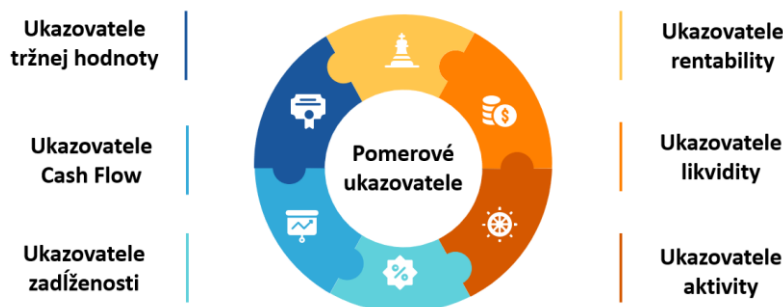 Ukazovatele
tržnej hodnoty
Ukazovatele
Cash Flow
Ukazovatele
zadĺženosti
Pomerové
ukazovatele
Ukazovatele
rentability
Ukazovatele
likvidity
Ukazovatele
aktivity